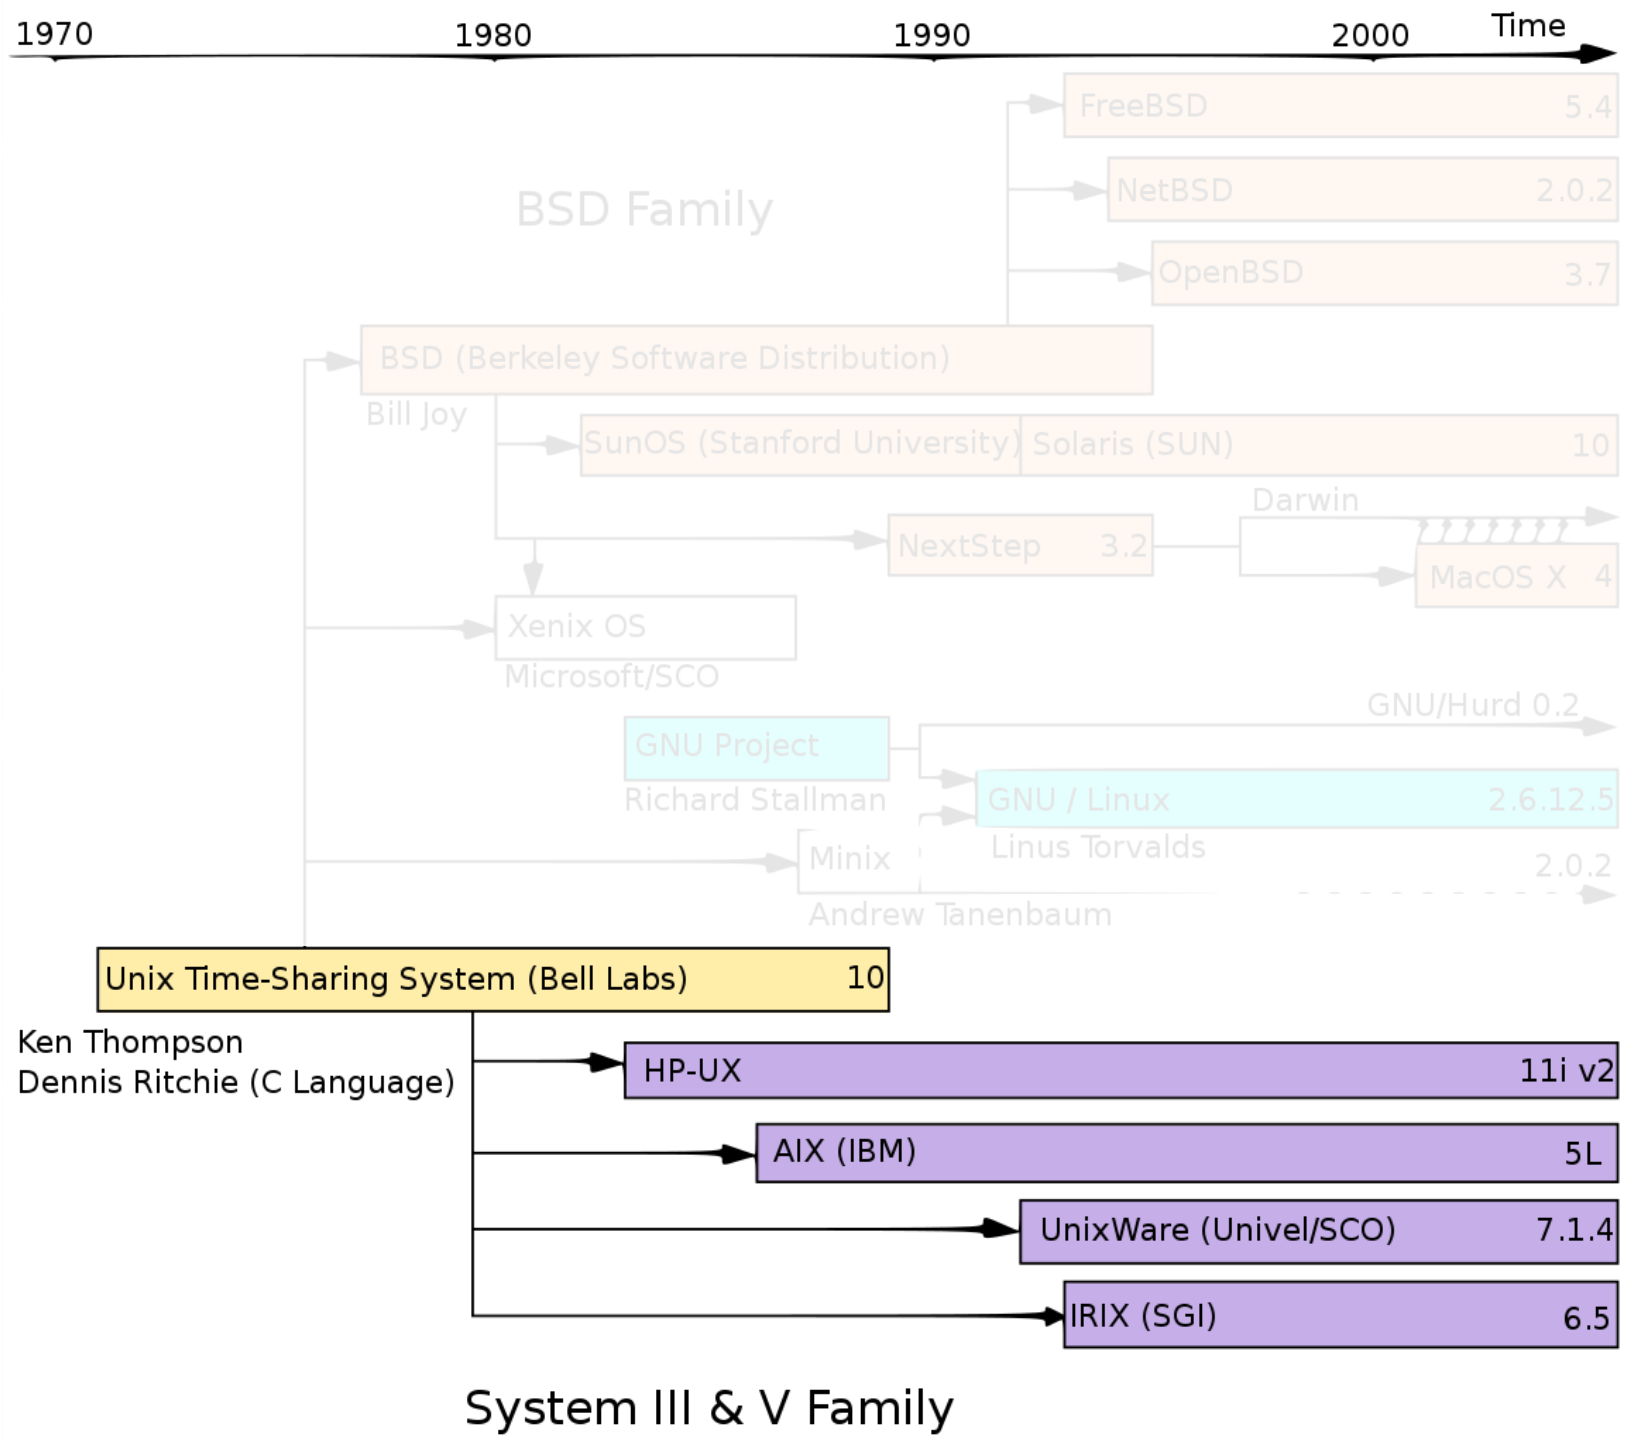 1970 1980 1990 2000 Time
FreeBSD 5.4
NetBSD 2.0.2
BSD Family
OpenBSD 3.7
BSD (Berkeley Software Distribution)
Bill Joy
SunOS (Stanford University) Solaris (SUN) 10
Darwin
NextStep 3.2
MacOS X 4
Xenix OS
Microsoft/SCO
GNU/Hurd 0.2
GNU Project
Richard Stallman
GNU / Linux 2.6.12.5
Linus Torvalds
Minix 2.0.2
Andrew Tanenbaum
Unix Time-Sharing System (Bell Labs) 10
Ken Thompson
Dennis Ritchie (C Language)
HP-UX 11i v2
AIX (IBM) 5L
UnixWare (Univel/SCO) 7.1.4
IRIX (SGI) 6.5
System III & V Family